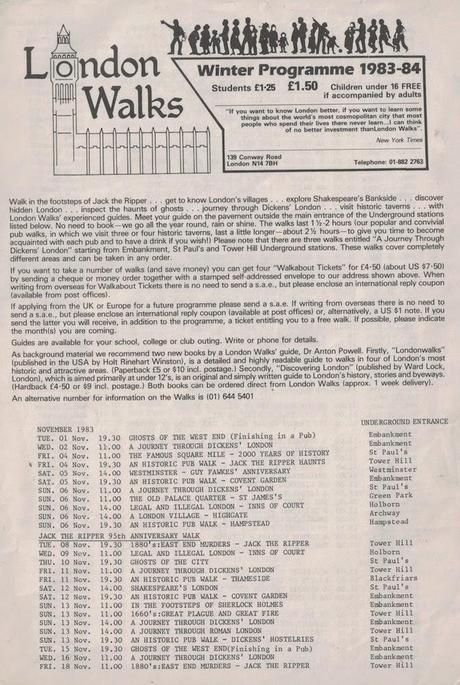 London
Walks
Winter Programme 1983-84
Students £1·25 £1.50 Children under 16 FREE
if accompanied by adults
"If you want to know London better, if you want to learn some
things about the world's most cosmopolitan city that most
people who spend their lives there never learn...I can think
of no better investment thanLondon Walks".
New York Times
139 Conway Road
London N14 7BH
Telephone: 01-882 2763
Walk in the footsteps of Jack the Ripper . . . get to know London's villages . . . explore Shakespeare's Bankside . . . discover
hidden London . . . inspect the haunts of ghosts . . . journey through Dickens' London . . . visit historic taverns . . . with
London Walks' experienced guides. Meet your guide on the pavement outside the main entrance of the Underground stations
listed below. No need to book—we go all the year round, rain or shine. The walks last 1½-2 hours (our popular and convivial
pub walks, in which we visit three or four historic taverns, last a little longer—about 2½ hours—to give you time to become
acquainted with each pub and to have a drink if you wish!) Please note that there are three walks entitled "A Journey Through
Dickens' London" starting from Embankment, St Paul's and Tower Hill Underground stations. These walks cover completely
different areas and can be taken in any order.
If you want to take a number of walks (and save money) you can get four "Walkabout Tickets" for £4·50 (about US $7·50)
by sending a cheque or money order together with a stamped self addressed envelope to our address shown above. When
writing from overseas for Walkabout Tickets there is no need to send a s.a.e., but please enclose an international reply coupon
(available from post offices).
If applying from the UK or Europe for a future programme please send a s.a.e. If writing from overseas there is no need to
send a s.a.e., but please enclose an international reply coupon (available at post offices) or, alternatively, a US $1 note. If you
send the latter you will receive, in addition to the programme, a ticket entitling you to a free walk. If possible, please indicate
the month(s) you are coming.
Guides are available for your school, college or club outing. Write or phone for details.
As background material we recommend two new books by a London Walks' guide, Dr Anton Powell. Firstly, "Londonwalks"
(published in the USA by Holt Rinehart Winston), is a detailed and highly readable guide to walks in four of London's most
historic and attractive areas. (Paperback £5 or $10 incl. postage.) Secondly, "Discovering London" (published by Ward Lock,
London), which is aimed primarily at under 12's, is an original and simply written guide to London's history, stories and byeways.
(Hardback £4·50 or $9 incl. postage.) Both books can be ordered direct from London Walks (approx. 1 week delivery).
An alternative number for information on the Walks is (01) 644 5401
UNDERGROUND ENTRANCE
NOVEMBER 1983
TUE. 01 Nov. 19.30 GHOSTS OF THE WEST END (Finishing in a Pub) Embankment
WED. 02 Nov. 11.00 A JOURNEY THROUGH DICKENS' LONDON Embankment
FRI. 04 Nov. 11.00 THE FAMOUS SQUARE MILE - 2000 YEARS OF HISTORY St Paul's
FRI. 04 Nov. 19.30 AN HISTORIC PUB WALK - JACK THE RIPPER HAUNTS Tower Hill
SAT. 05 Nov. 14.00 WESTMINSTER - GUY FAWKES' ANNIVERSARY Westminster
SAT. 05 Nov. 19.30 AN HISTORIC PUB WALK - COVENT GARDEN Embankment
SUN. 06 Nov. 11.00 A JOURNEY THROUGH DICKENS' LONDON St Paul's
SUN. 06 Nov. 11.00 THE OLD PALACE QUARTER - ST JAMES'S Green Park
SUN. 06 Nov. 14.00 LEGAL AND ILLEGAL LONDON - INNS OF COURT Holborn
SUN. 06 Nov. 14.00 A LONDON VILLAGE - HIGHGATE Archway
SUN. 06 Nov. 19.30 AN HISTORIC PUB WALK - HAMPSTEAD Hampstead
JACK THE RIPPER 95th ANNIVERSARY WALK
TUE. 08 Nov. 19.30 1880's:EAST END MURDERS - JACK THE RIPPER Tower Hill
WED. 09 Nov. 11.00 LEGAL AND ILLEGAL LONDON - INNS OF COURT Holborn
THU. 10 Nov. 19.30 GHOSTS OF THE CITY St Paul's
FRI. 11 Nov. 11.00 A JOURNEY THROUGH DICKENS' LONDON Tower Hill
FRI. 11 Nov. 19.30 AN HISTORIC PUB WALK - THAMESIDE Blackfriars
SAT. 12 Nov. 14.00 SHAKESPEARE'S LONDON St Paul's
SAT. 12 Nov. 19.30 AN HISTORIC PUB WALK - COVENT GARDEN Embankment
SUN. 13 Nov. 11.00 IN THE FOOTSTEPS OF SHERLOCK HOLMES Embankment
SUN. 13 Nov. 11.00 1660's:GREAT PLAGUE AND GREAT FIRE Tower Hill
SUN. 13 Nov. 14.00 A JOURNEY THROUGH DICKENS' LONDON Embankment
SUN. 13 Nov. 14.00 A JOURNEY THROUGH ROMAN LONDON Tower Hill
SUN. 13 Nov. 19.30 AN HISTORIC PUB WALK - DICKENS' HOSTELRIES St Paul's
TUE. 15 Nov. 19.30 GHOSTS OF THE WEST END(Finishing in a Pub) Embankment
WED. 16 Nov. 11.00 A JOURNEY THROUGH DICKENS' LONDON Embankment
FRI. 18 Nov. 11.00 1880's:EAST END MURDERS - JACK THE RIPPER Tower Hill